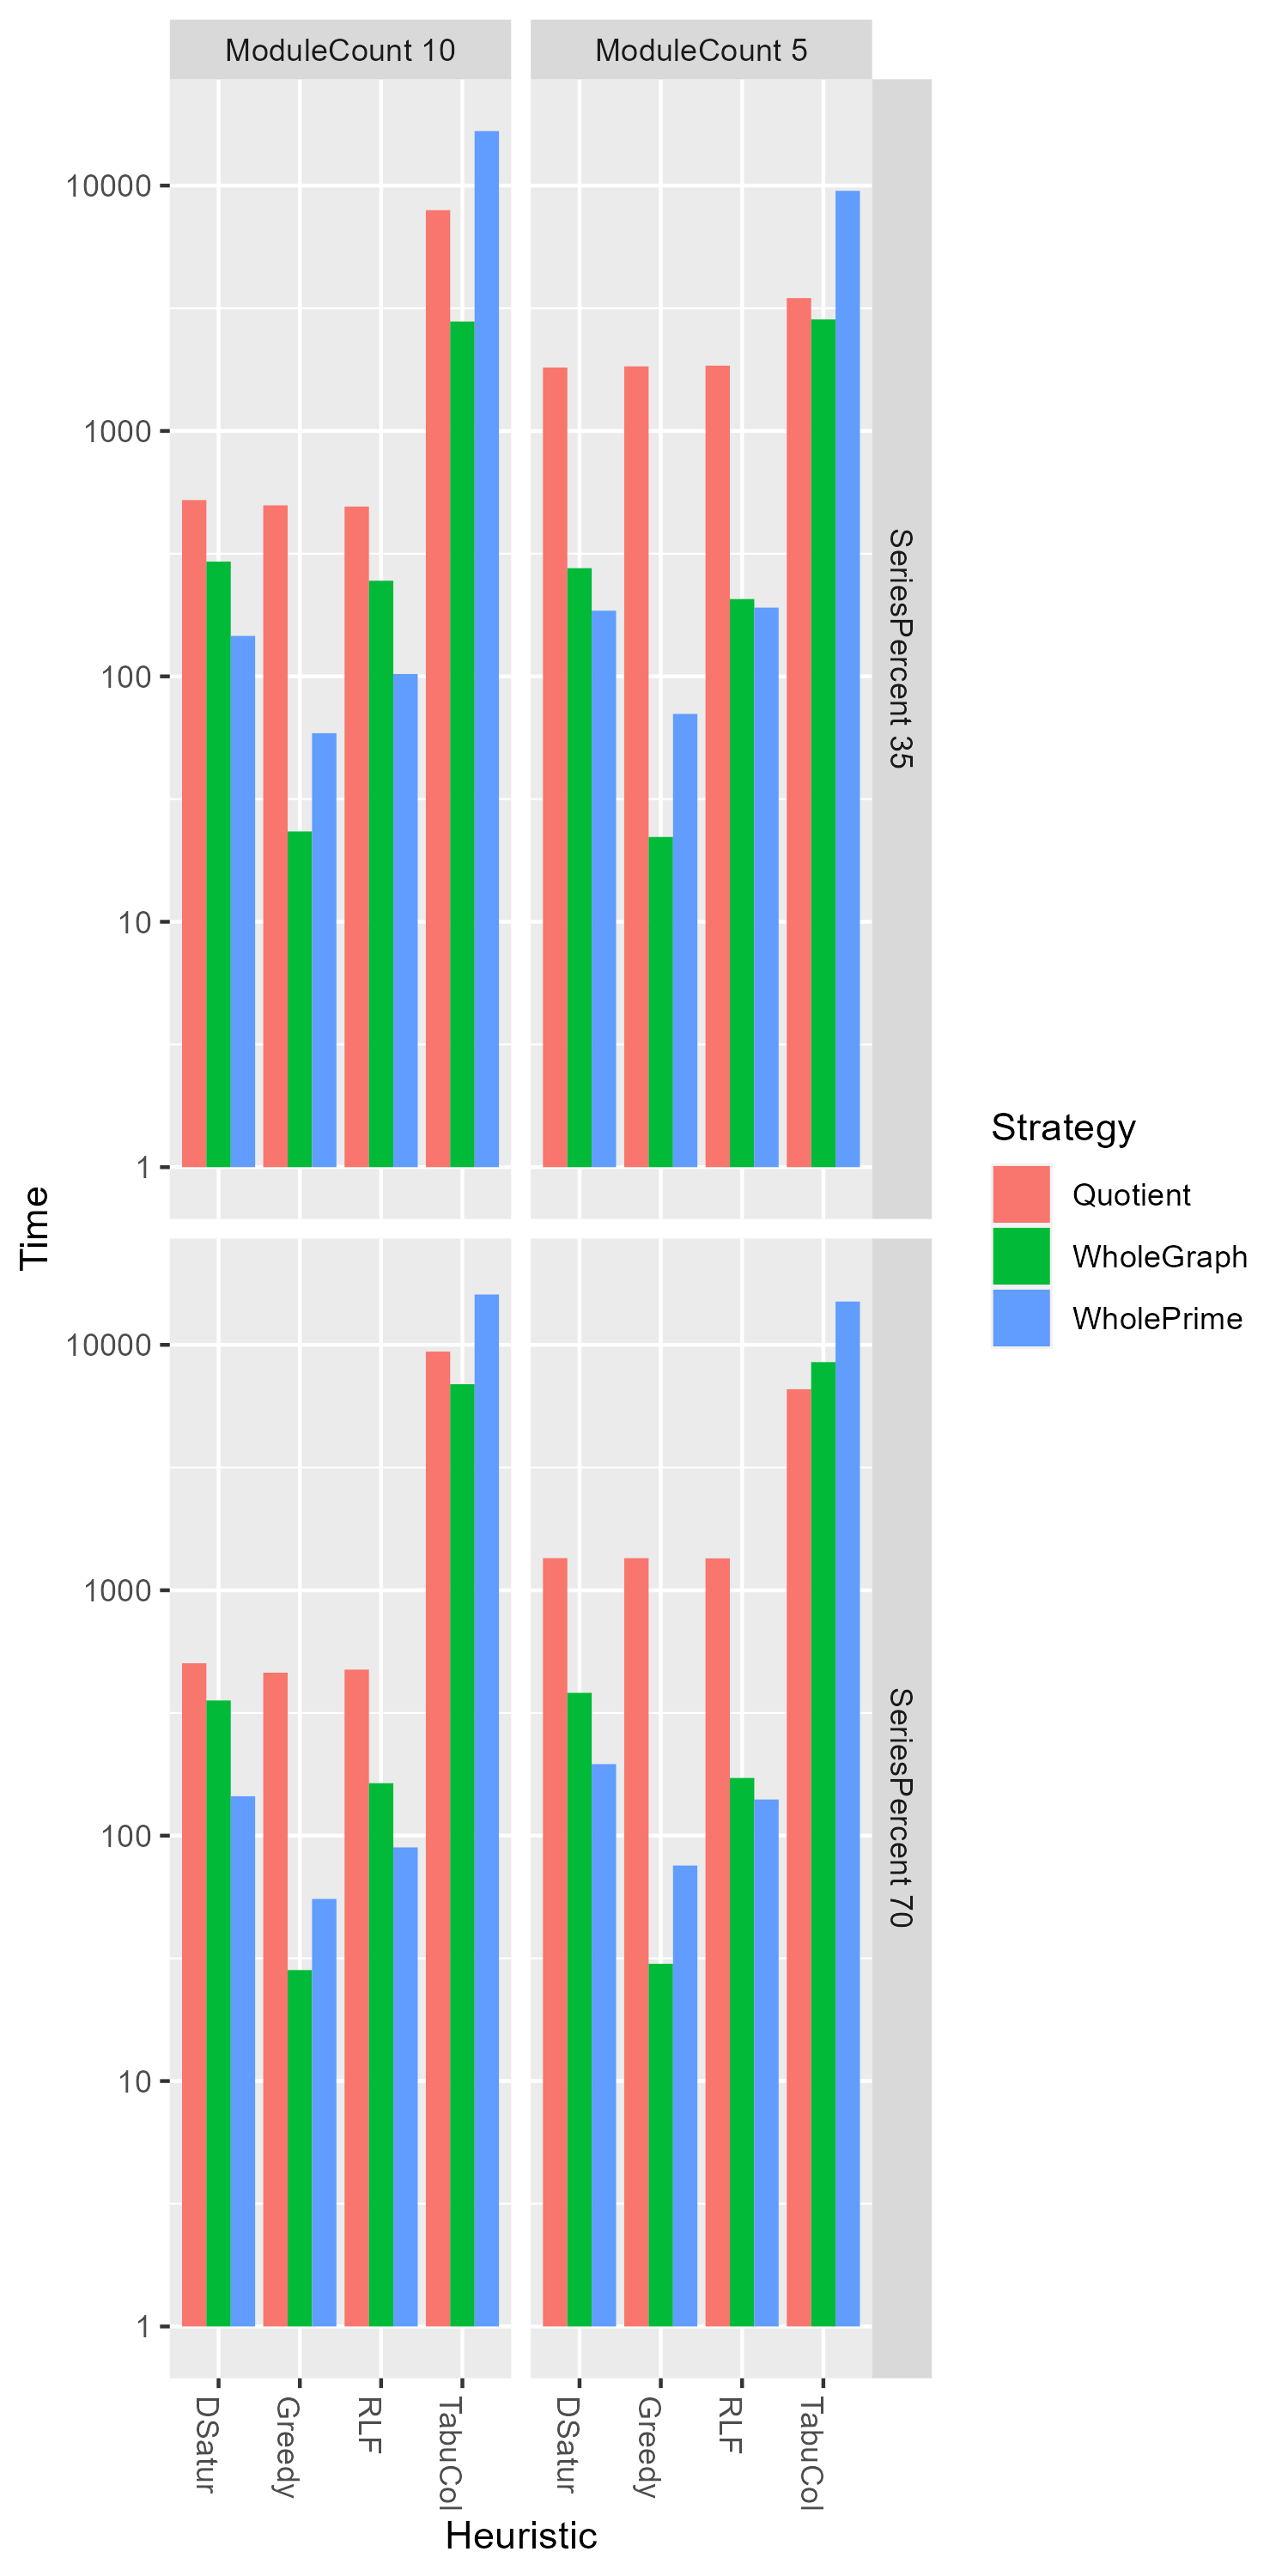 ModuleCount 10
ModuleCount 5
10000
1000
100
10
1
SeriesPercent 35
10000
1000
100
10
1
SeriesPercent 70
Time
DSatur
Greedy
RLF
TabuCol
DSatur
Greedy
RLF
TabuCol
Heuristic
Strategy
Quotient
WholeGraph
WholePrime